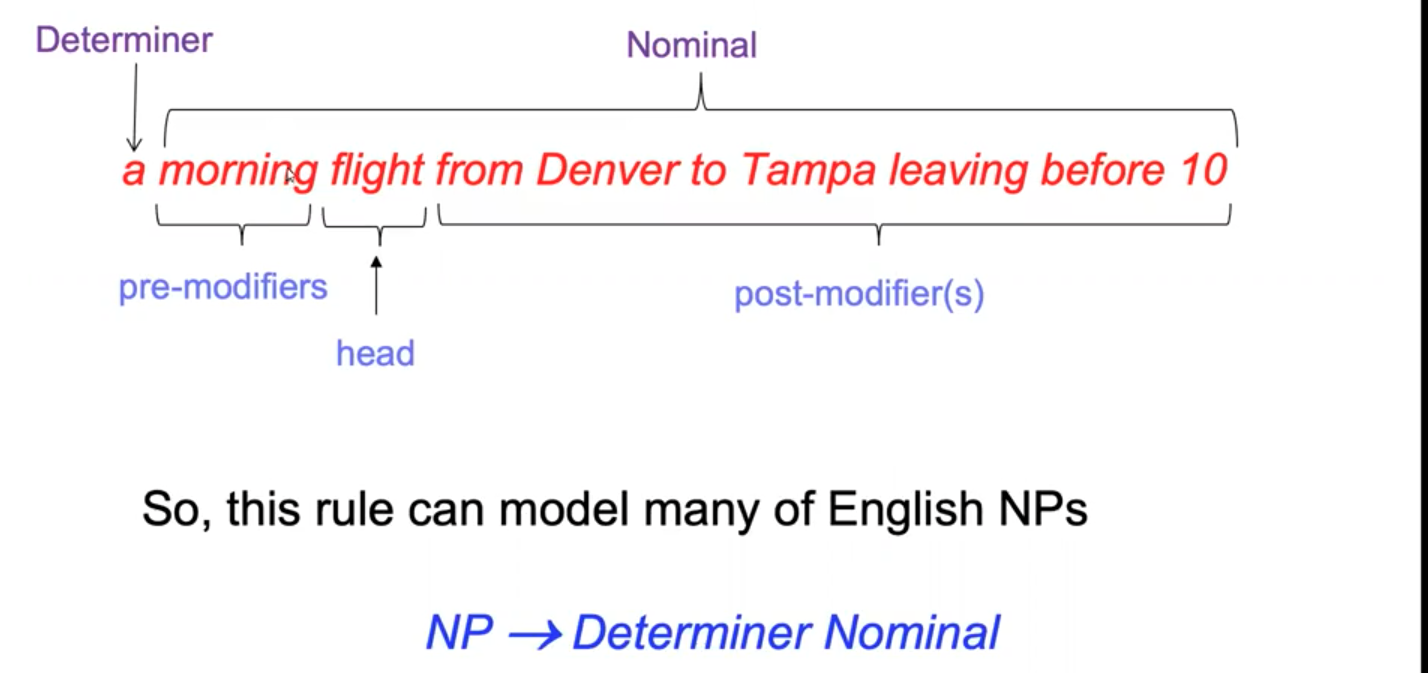 Determiner
Nominal
a morning flight from Denver to Tampa leaving before 10
pre-modifiers
post-modifier(s)
head
So, this rule can model many of English NPs
NP → Determiner Nominal